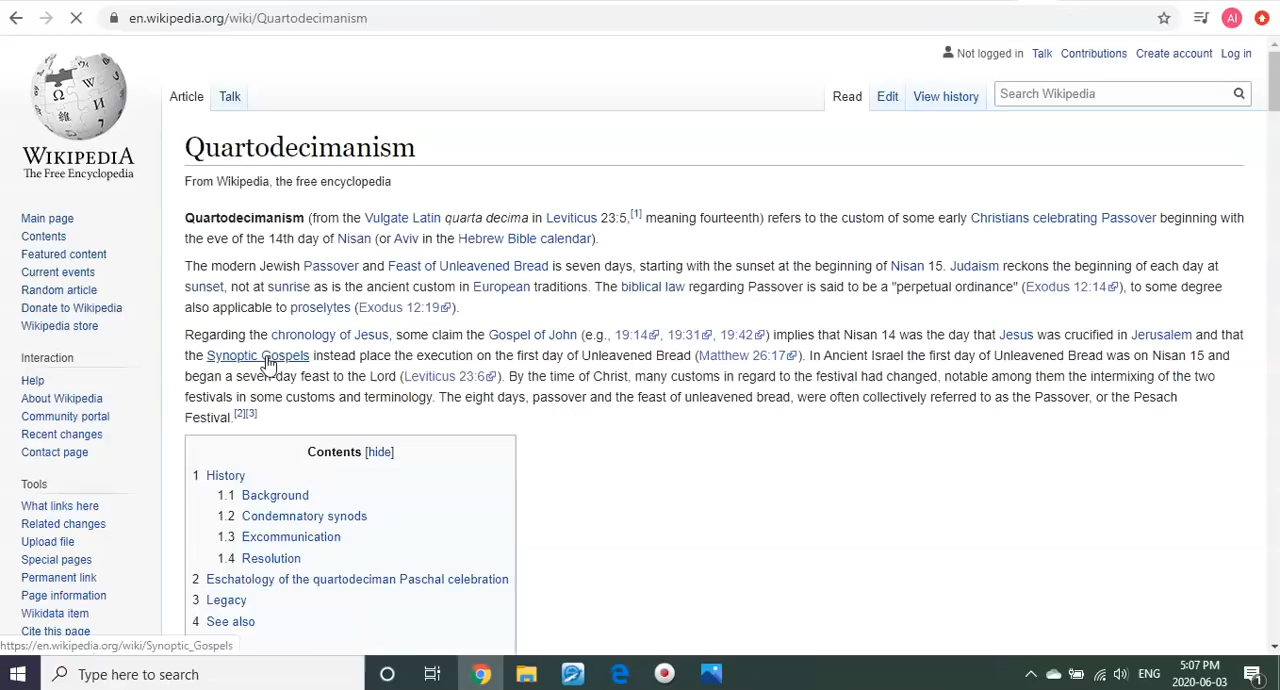 en.wikipedia.org/wiki/Quartodecimanism
AI
Not logged in Talk Contributions Create account Log in
Article Talk Read Edit View history Search Wikipedia
WIKIPEDIA
The Free Encyclopedia
Main page
Contents
Featured content
Current events
Random article
Donate to Wikipedia
Wikipedia store
Interaction
Help
About Wikipedia
Community portal
Recent changes
Contact page
Tools
What links here
Related changes
Upload file
Special pages
Permanent link
Page information
Wikidata item
Cite this page
Quartodecimanism
From Wikipedia, the free encyclopedia
Quartodecimanism (from the Vulgate Latin quarta decima in Leviticus 23:5,[1] meaning fourteenth) refers to the custom of some early Christians celebrating Passover beginning with
the eve of the 14th day of Nisan (or Aviv in the Hebrew Bible calendar).
The modern Jewish Passover and Feast of Unleavened Bread is seven days, starting with the sunset at the beginning of Nisan 15. Judaism reckons the beginning of each day at
sunset, not at sunrise as is the ancient custom in European traditions. The biblical law regarding Passover is said to be a "perpetual ordinance" (Exodus 12:14), to some degree
also applicable to proselytes (Exodus 12:19).
Regarding the chronology of Jesus, some claim the Gospel of John (e.g., 19:14, 19:31, 19:42) implies that Nisan 14 was the day that Jesus was crucified in Jerusalem and that
the Synoptic Gospels instead place the execution on the first day of Unleavened Bread (Matthew 26:17). In Ancient Israel the first day of Unleavened Bread was on Nisan 15 and
began a seven day feast to the Lord (Leviticus 23:6). By the time of Christ, many customs in regard to the festival had changed, notable among them the intermixing of the two
festivals in some customs and terminology. The eight days, passover and the feast of unleavened bread, were often collectively referred to as the Passover, or the Pesach
Festival.[2][3]
Contents [hide]
1 History
1.1 Background
1.2 Condemnatory synods
1.3 Excommunication
1.4 Resolution
2 Eschatology of the quartodeciman Paschal celebration
3 Legacy
4 See also
https://en.wikipedia.org/wiki/Synoptic_Gospels
Type here to search
ENG
5:07 PM
2020-06-03
1